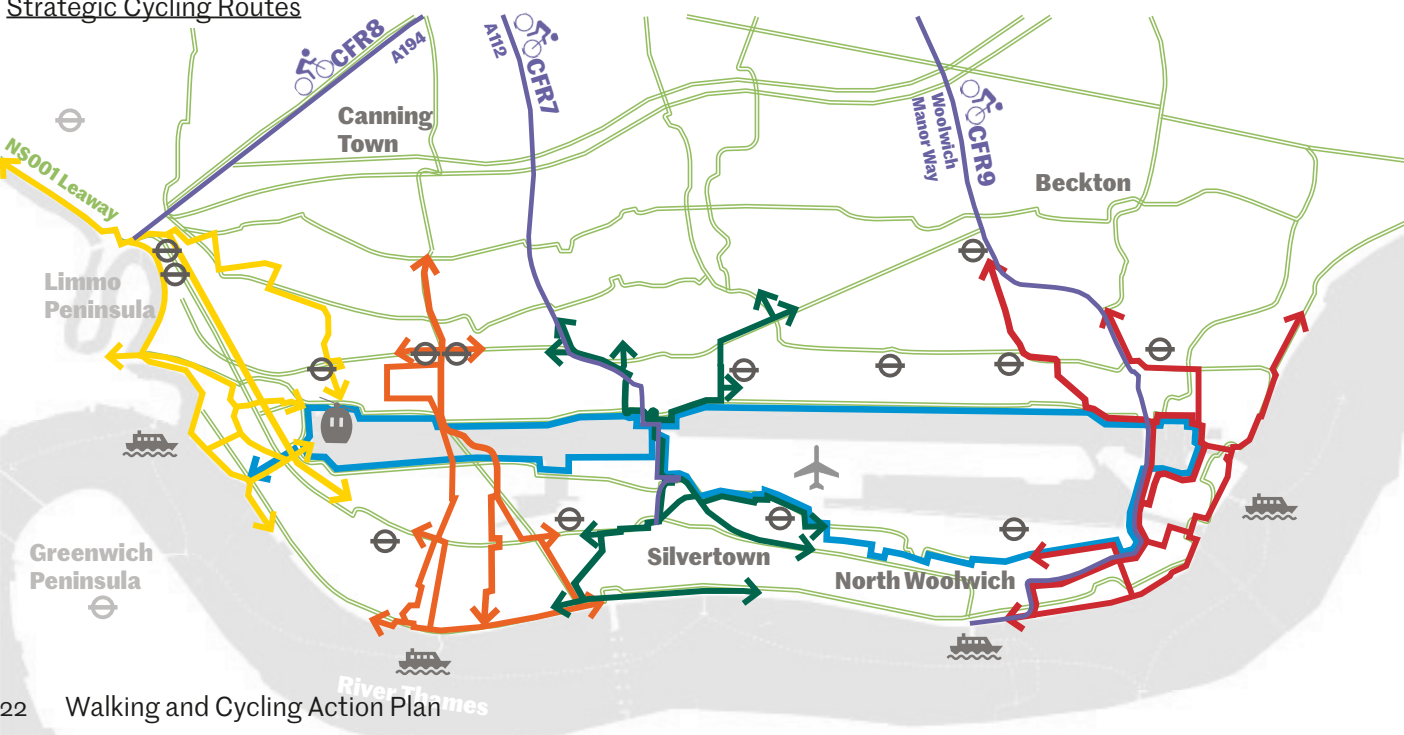 Strategic Cycling Routes
CFR8
A194
A112
CFR7
Woolwich
Manor Way
CFR9
Canning
Town
Beckton
NS001 Leaway
Limmo
Peninsula
Greenwich
Peninsula
Silvertown
North Woolwich
River Thames
22 Walking and Cycling Action Plan